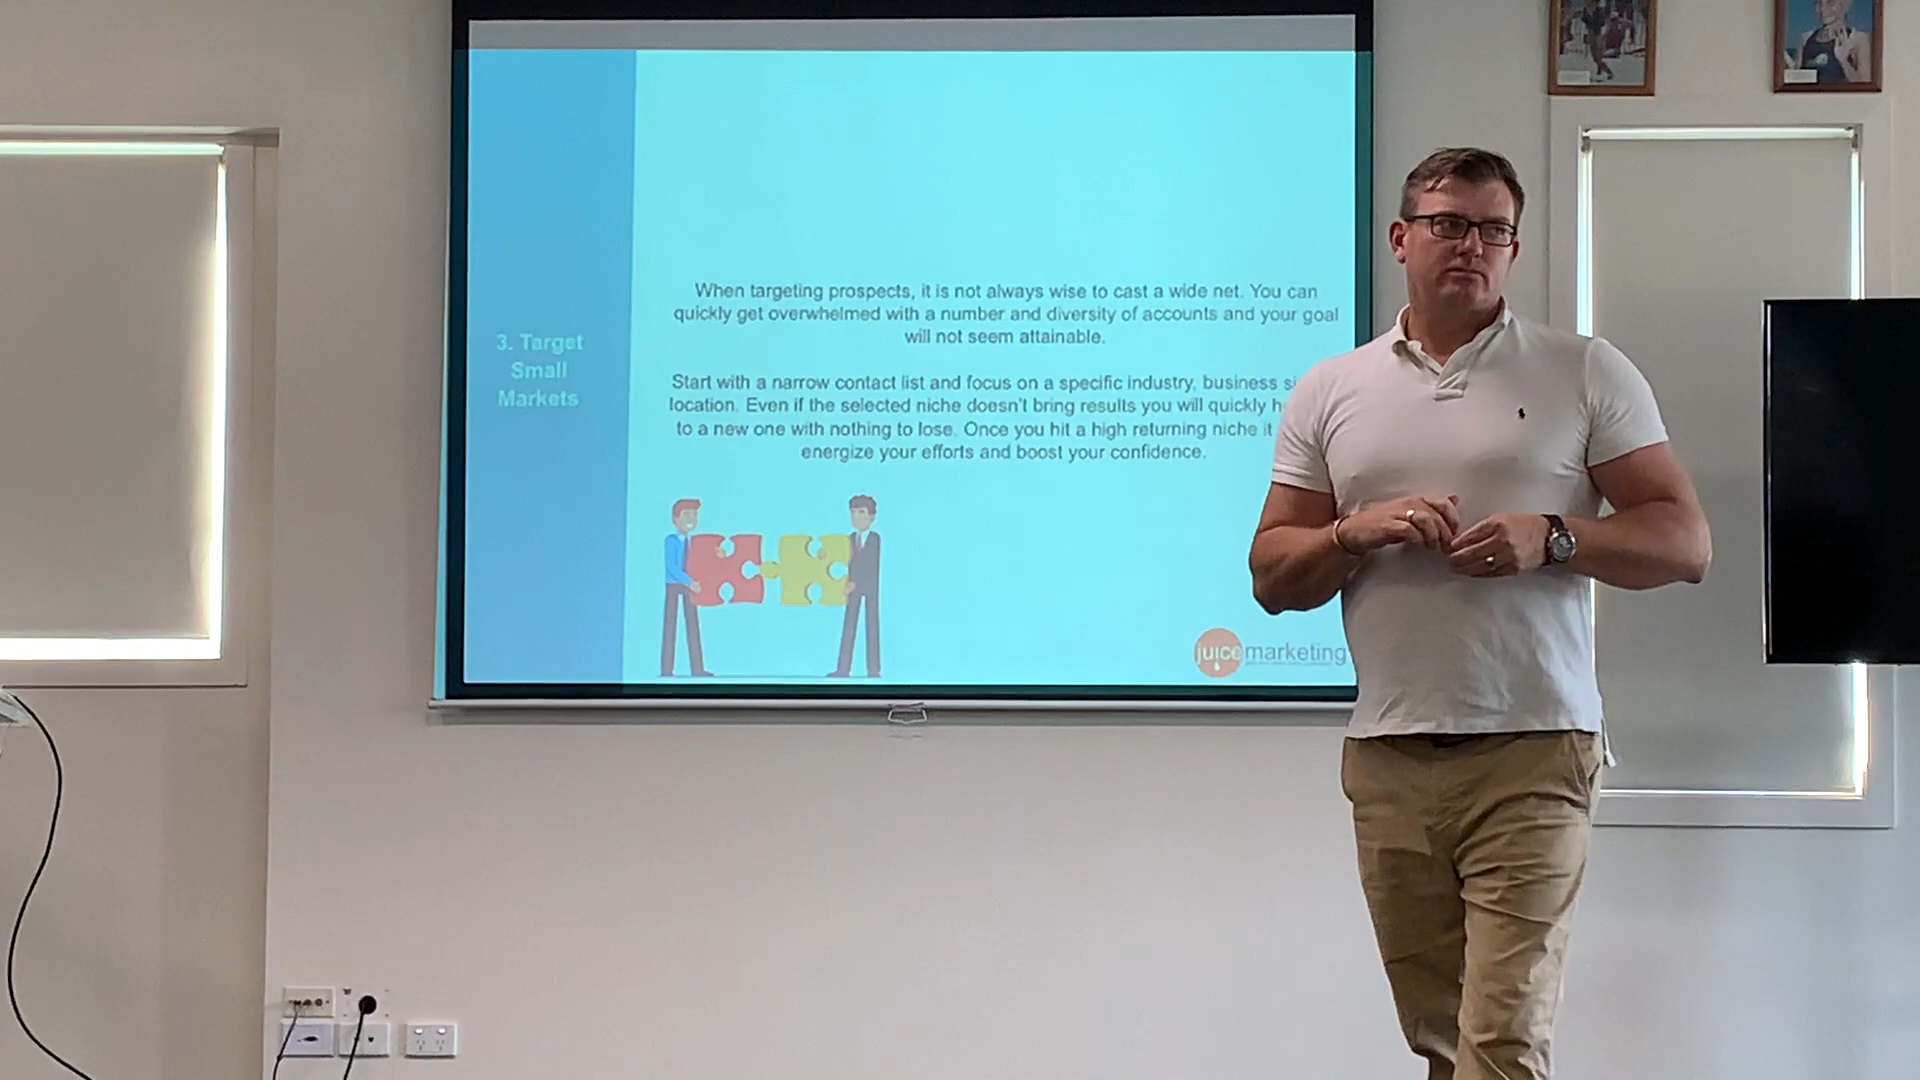 3. Target
Small
Markets
When targeting prospects, it is not always wise to cast a wide net. You can
quickly get overwhelmed with a number and diversity of accounts and your goal
will not seem attainable.
Start with a narrow contact list and focus on a specific industry, business
location. Even if the selected niche doesn't bring results you will quickly
to a new one with nothing to lose. Once you hit a high returning niche it
energize your efforts and boost your confidence.
juicemarketing